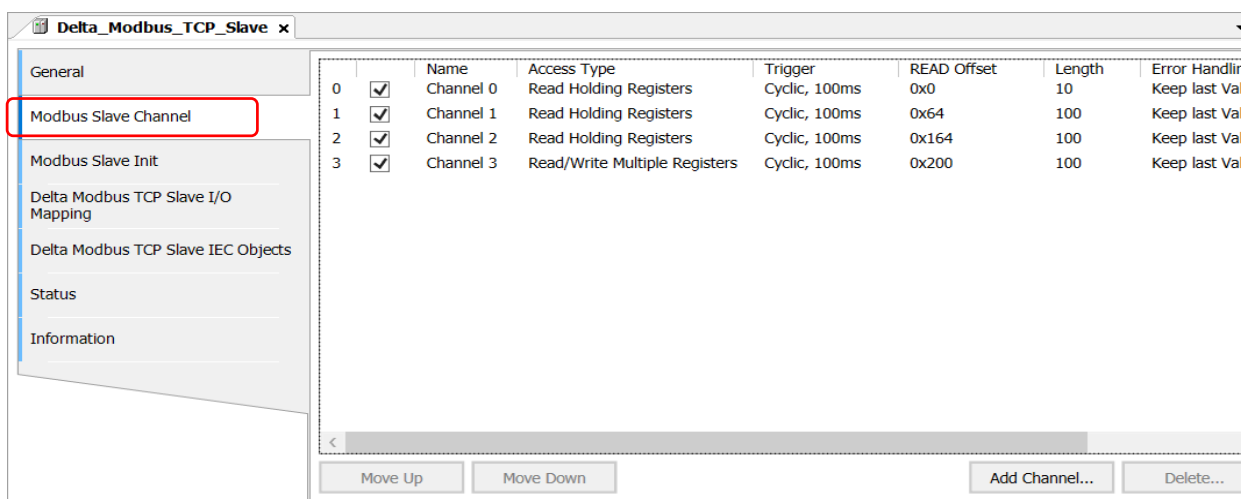 Delta_Modbus_TCP_Slave x
General
Modbus Slave Channel
Modbus Slave Init
Delta Modbus TCP Slave I/O
Mapping
Delta Modbus TCP Slave IEC Objects
Status
Information
Name Access Type Trigger READ Offset Length Error Handlin
0 Channel 0 Read Holding Registers Cyclic, 100ms 0x0 10 Keep last Val
1 Channel 1 Read Holding Registers Cyclic, 100ms 0x64 100 Keep last Val
2 Channel 2 Read Holding Registers Cyclic, 100ms 0x164 100 Keep last Val
3 Channel 3 Read/Write Multiple Registers Cyclic, 100ms 0x200 100 Keep last Val
Move Up Move Down Add Channel... Delete...